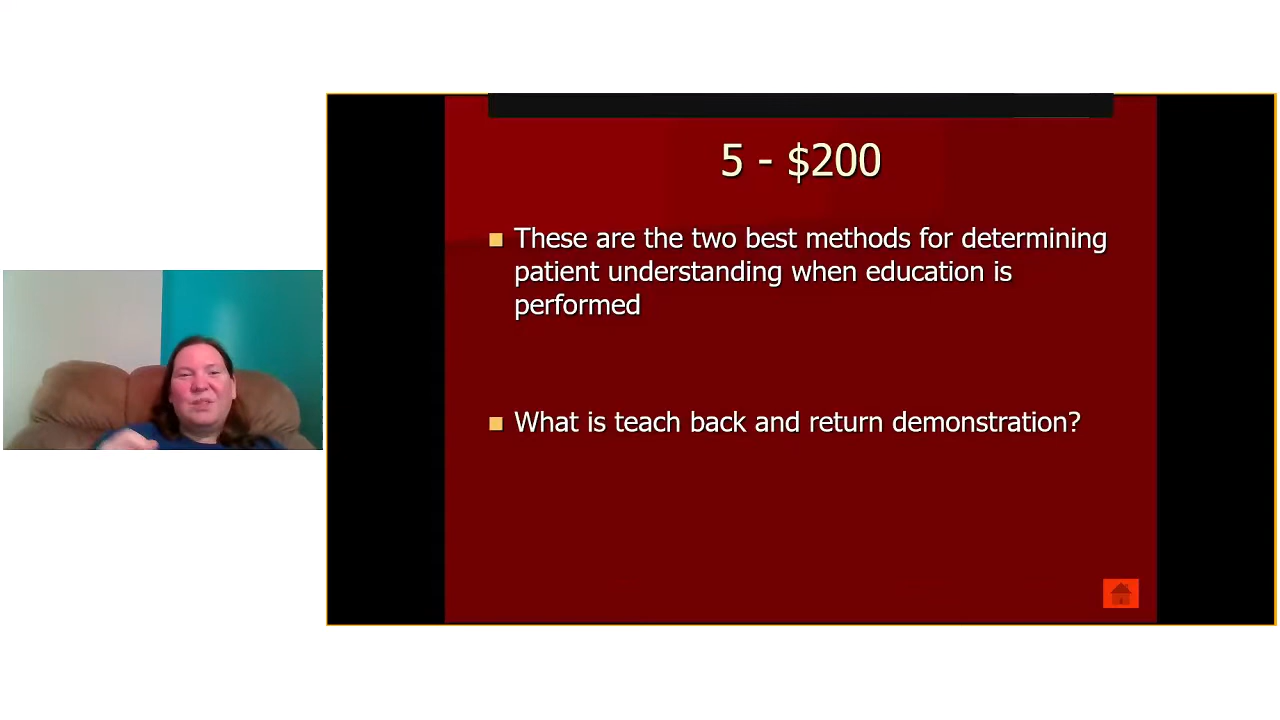 5 - $200
These are the two best methods for determining
patient understanding when education is
performed
What is teach back and return demonstration?